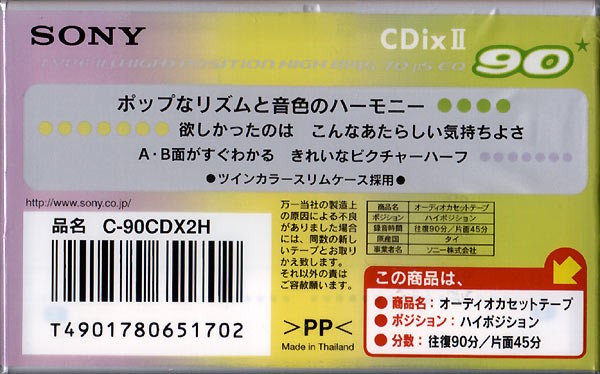 SONY
CDixⅡ 90
TYPE Ⅱ (HIGH) POSITION HIGH BIAS 70 μS EQ
ポップなリズムと音色のハーモニー
欲しかったのは こんなあたらしい気持ちよさ
A・B面がすぐわかる きれいなピクチャーハーフ
●ツインカラースリムケース採用●
http://www.sony.co.jp/
品名 C-90CDX2H
T4901780651702
万一当社の製造上
の原因による不良
がありました場合
には、同数の新し
いテープとお取り
かえ致します。
それ以外の責は
ご容赦願います。
>PP<
Made in Thailand
商品名 オーディオカセットテープ
ポジション ハイポジション
録音時間 往復90分/片面45分
原産国 タイ
事業者名 ソニー株式会社
この商品は、
●商品名:オーディオカセットテープ
●ポジション:ハイポジション
●分数:往復90分/片面45分